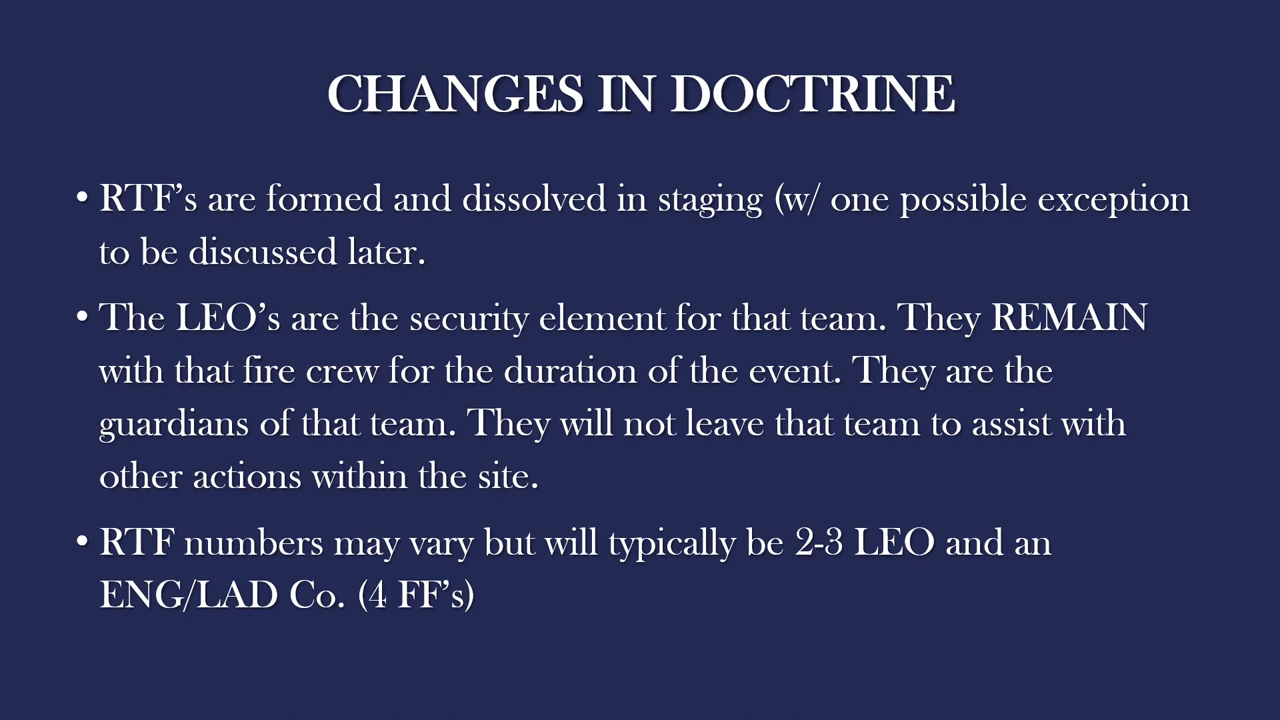 CHANGES IN DOCTRINE
• RTF’s are formed and dissolved in staging (w/ one possible exception
to be discussed later.
• The LEO’s are the security element for that team. They REMAIN
with that fire crew for the duration of the event. They are the
guardians of that team. They will not leave that team to assist with
other actions within the site.
• RTF numbers may vary but will typically be 2-3 LEO and an
ENG/LAD Co. (4 FF’s)